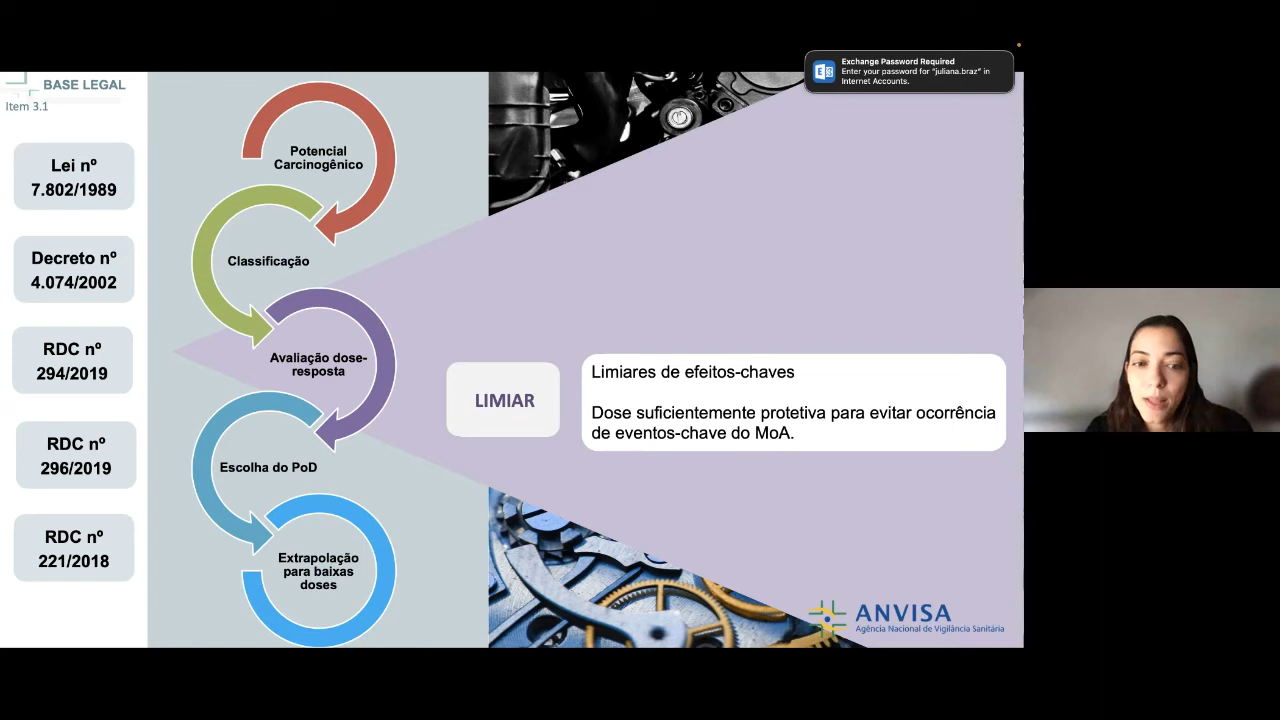 Exchange Password Required
Enter your password for "juliana.braz" in
Internet Accounts.
BASE LEGAL
Item 3.1
Lei nº
7.802/1989
Decreto nº
4.074/2002
RDC nº
294/2019
RDC nº
296/2019
RDC nº
221/2018
Potencial
Carcinogênico
Classificação
Avaliação dose-
resposta
Escolha do PoD
Extrapolação
para baixas
doses
LIMIAR
Limiares de efeitos-chaves
Dose suficientemente protetiva para evitar ocorrência
de eventos-chave do MoA.
ANVISA
Agência Nacional de Vigilância Sanitária